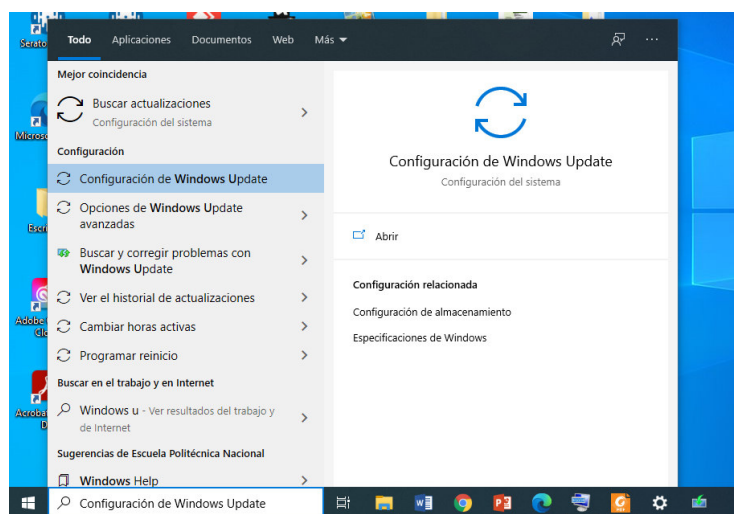 Todo Aplicaciones Documentos Web Más
Mejor coincidencia
Buscar actualizaciones
Configuración del sistema
Configuración
Configuración de Windows Update
Opciones de Windows Update
avanzadas
Buscar y corregir problemas con
Windows Update
Ver el historial de actualizaciones
Cambiar horas activas
Programar reinicio
Buscar en el trabajo y en Internet
Windows u - Ver resultados del trabajo y
de Internet
Sugerencias de Escuela Politécnica Nacional
Windows Help
Configuración de Windows Update
Configuración de Windows Update
Configuración del sistema
Abrir
Configuración relacionada
Configuración de almacenamiento
Especificaciones de Windows
Serato
Adobe